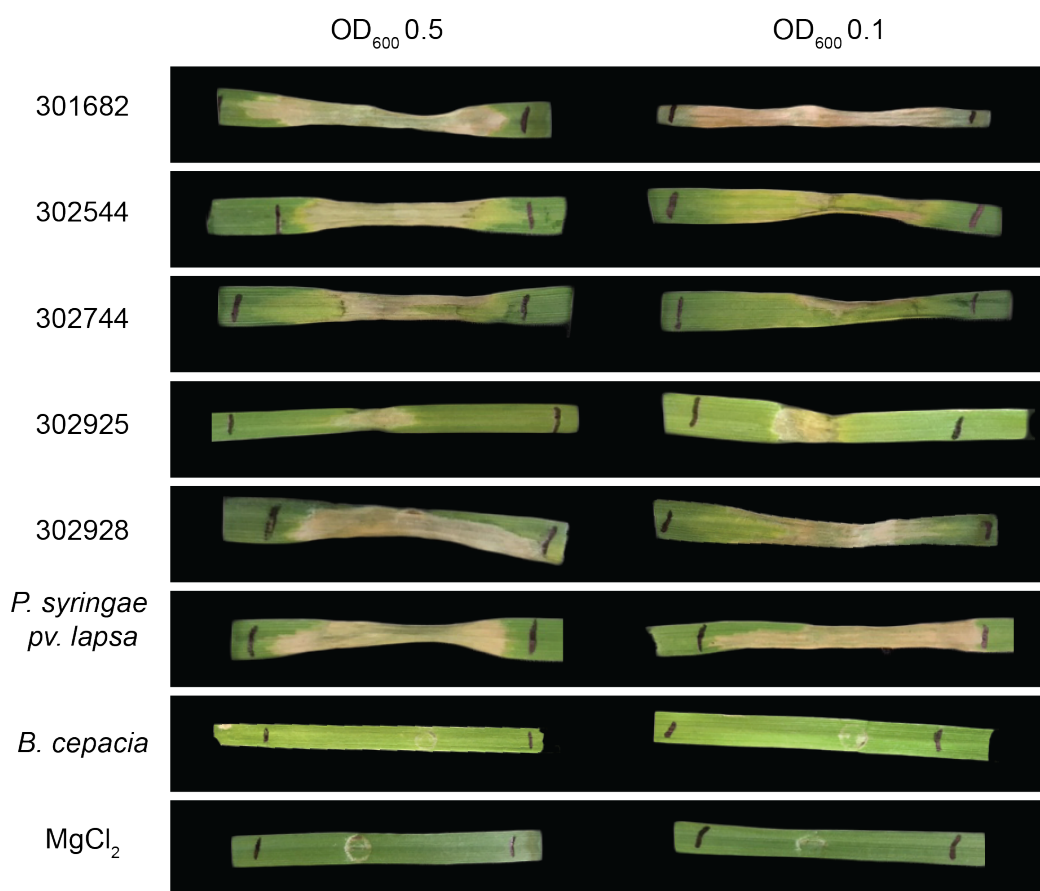 OD600 0.5 OD600 0.1
301682
302544
302744
302925
302928
P. syringae
pv. lapsa
B. cepacia
MgCl2